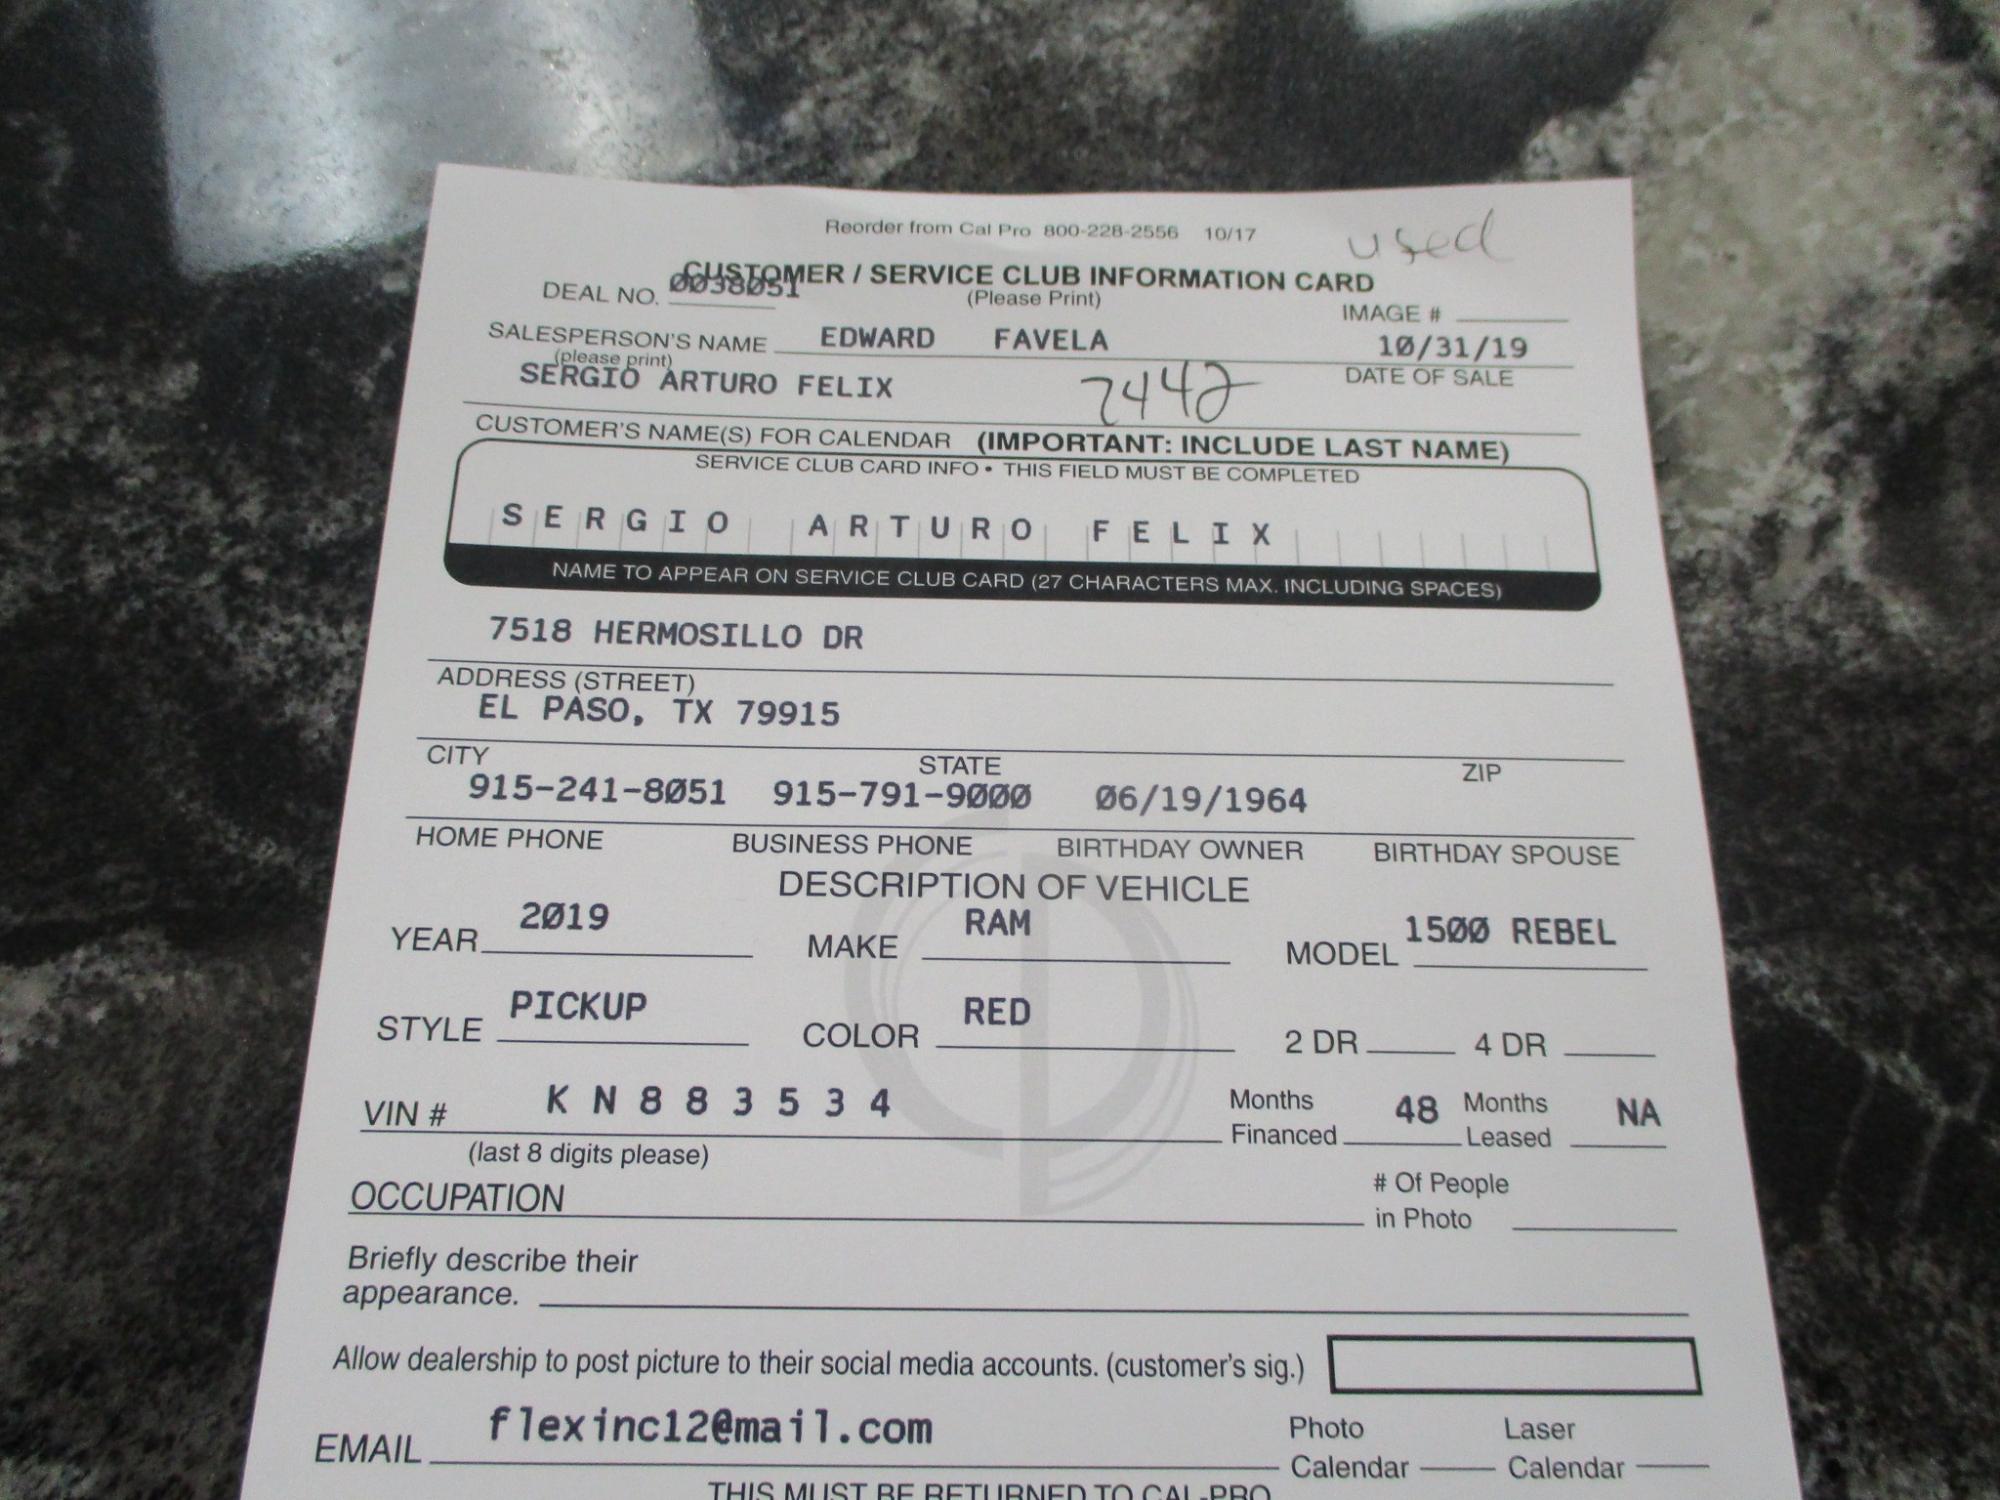 Reorder from Cal Pro 800-228-2556 10/17
used
CUSTOMER / SERVICE CLUB INFORMATION CARD
DEAL NO. 0038051 (Please Print)
IMAGE #
SALESPERSON'S NAME EDWARD FAVELA 10/31/19
(please print)
SERGIO ARTURO FELIX 7442 DATE OF SALE
CUSTOMER'S NAME(S) FOR CALENDAR (IMPORTANT: INCLUDE LAST NAME)
SERVICE CLUB CARD INFO • THIS FIELD MUST BE COMPLETED
SERGIO ARTURO FELIX
NAME TO APPEAR ON SERVICE CLUB CARD (27 CHARACTERS MAX. INCLUDING SPACES)
7518 HERMOSILLO DR
ADDRESS (STREET)
EL PASO, TX 79915
CITY STATE ZIP
915-241-8051 915-791-9000 06/19/1964
HOME PHONE BUSINESS PHONE BIRTHDAY OWNER BIRTHDAY SPOUSE
DESCRIPTION OF VEHICLE
YEAR 2019 MAKE RAM MODEL 1500 REBEL
STYLE PICKUP COLOR RED 2 DR 4 DR
VIN # KN883534 Months Financed 48 Months Leased NA
(last 8 digits please)
OCCUPATION # Of People in Photo
Briefly describe their
appearance.
Allow dealership to post picture to their social media accounts. (customer's sig.)
EMAIL flexinc12@mail.com Photo Calendar Laser Calendar
THIS MUST BE RETURNED TO CAL-PRO